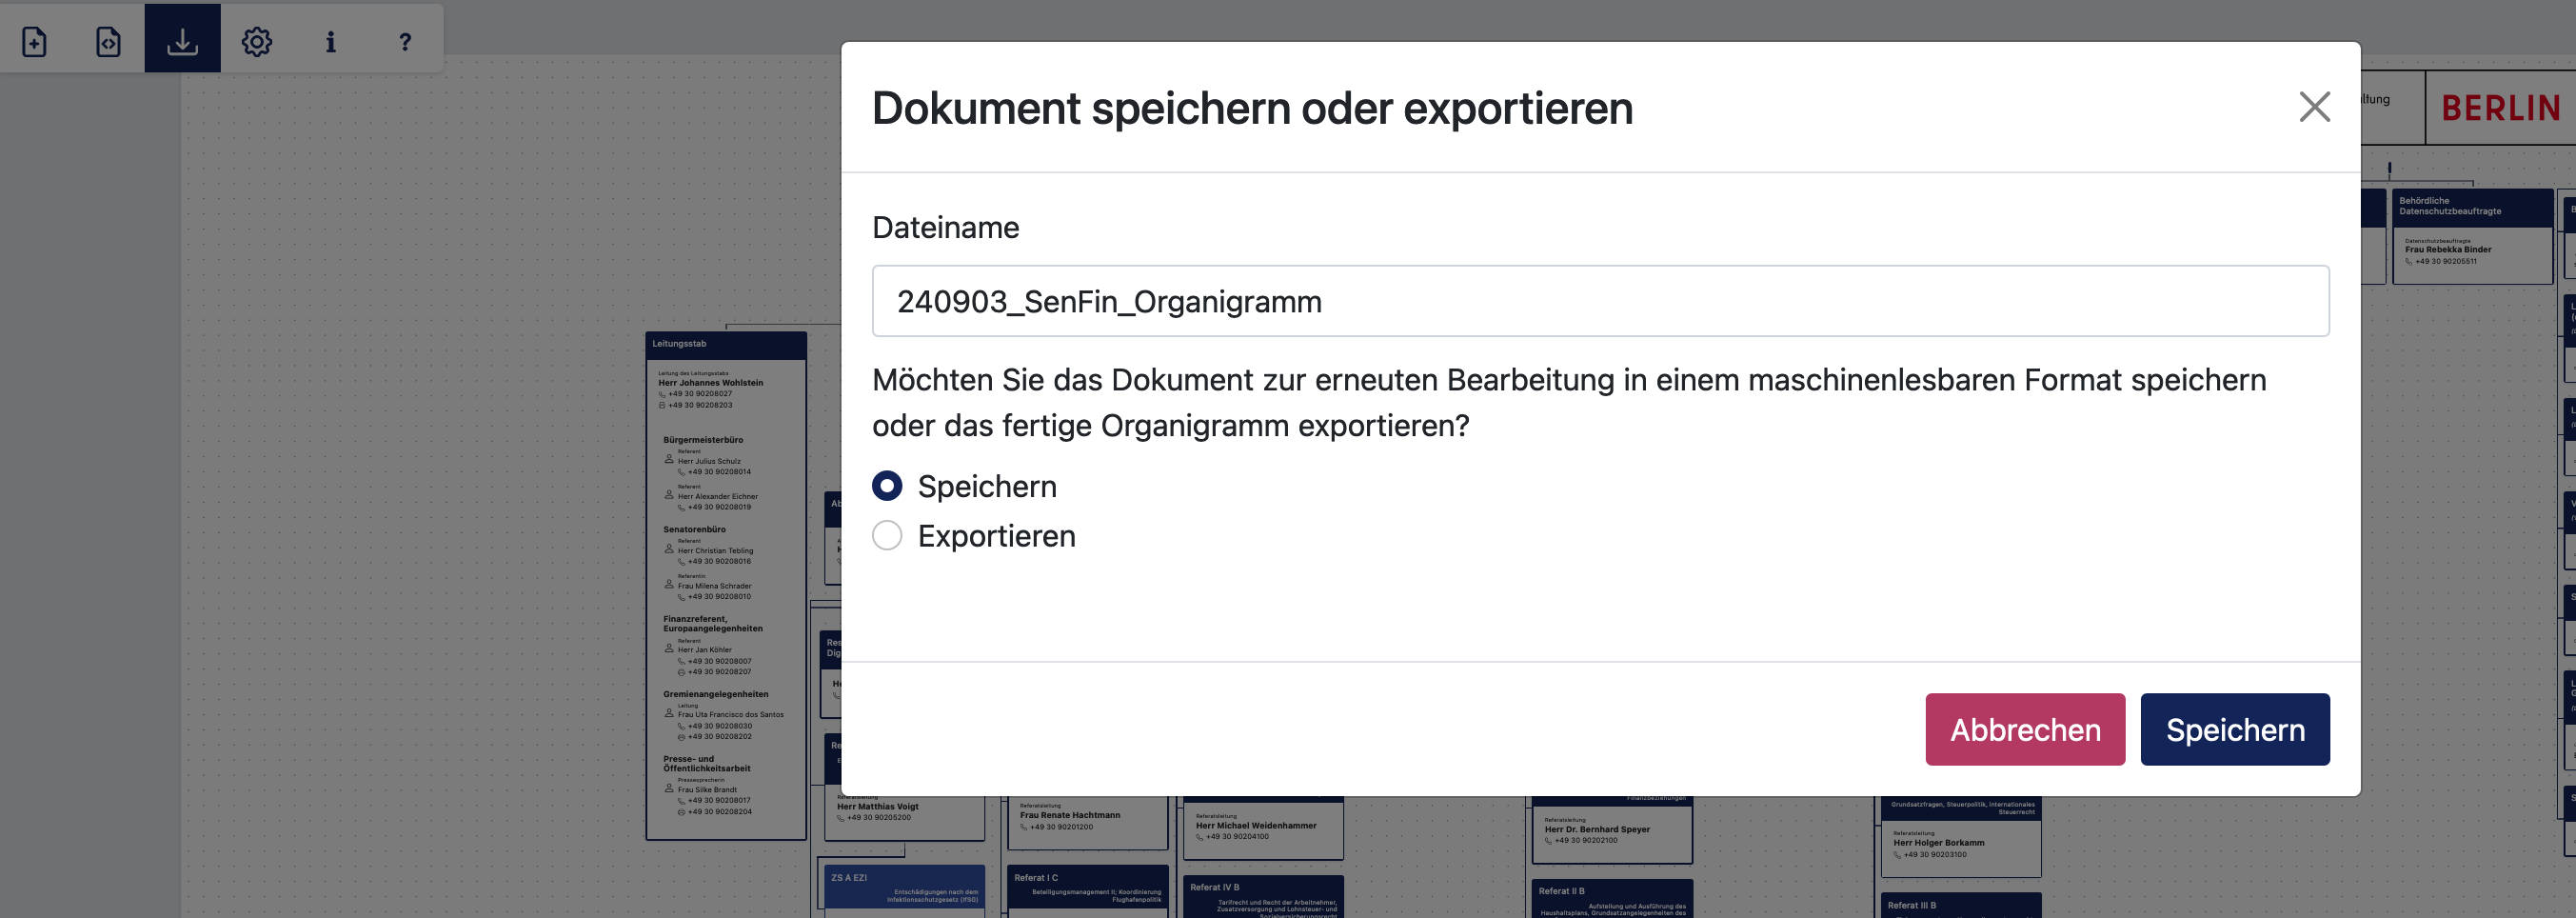 ?
Dokument speichern oder exportieren
Dateiname
240903_SenFin_Organigramm
Möchten Sie das Dokument zur erneuten Bearbeitung in einem maschinenlesbaren Format speichern
oder das fertige Organigramm exportieren?
Speichern
Exportieren
Abbrechen
Speichern
BERLIN
Behördliche
Datenschutzbeauftragte
Datenschutzbeauftragte
Frau Rebekka Binder
+49 30 90205511
Leitungsstab
Leitung des Leitungsstabs
Herr Johannes Wohlstein
+49 30 90208027
+49 30 90208203
Bürgermeisterbüro
Referent
Herr Julius Schulz
+49 30 90208014
Referent
Herr Alexander Eichner
+49 30 90208019
Senatorenbüro
Referent
Herr Christian Tebling
+49 30 90208016
Referentin
Frau Milena Schrader
+49 30 90208010
Finanzreferent,
Europaangelegenheiten
Referent
Herr Jan Köhler
+49 30 90208007
+49 30 90208207
Gremienangelegenheiten
Leitung
Frau Uta Francisco dos Santos
+49 30 90208030
+49 30 90208202
Presse- und
Öffentlichkeitsarbeit
Pressesprecherin
Frau Silke Brandt
+49 30 90208017
+49 30 90208204
Referatsleitung
Herr Matthias Voigt
+49 30 90205200
ZS A EZI
Entschädigungen nach dem
Infektionsschutzgesetz (IfSG)
Referatsleitung
Frau Renate Hachtmann
+49 30 90201200
Referat I C
Beteiligungsmanagement II; Koordinierung
Flughafenpolitik
Referatsleitung
Herr Michael Weidenhammer
+49 30 90204100
Referat IV B
Tarifrecht und Recht der Arbeitnehmer,
Zusatzversorgung und Lohnsteuer- und
Sozialversicherungsrecht
Finanzbeziehungen
Referatsleitung
Herr Dr. Bernhard Speyer
+49 30 90202100
Referat II B
Aufstellung und Ausführung des
Haushaltsplans, Grundsatzangelegenheiten des
Grundsatzfragen, Steuerpolitik, Internationales
Steuerrecht
Referatsleitung
Herr Holger Borkamm
+49 30 90203100
Referat III B